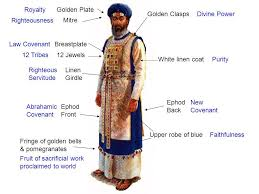 Royalty Golden Plate
Righteousness Mitre
Golden Clasps Divine Power
Law Covenant Breastplate
12 Tribes 12 Jewels
White linen coat Purity
Righteous Linen
Servitude Girdle
Abrahamic Ephod
Covenant Front
Ephod New
Back Covenant
Upper robe of blue Faithfulness
Fringe of golden bells
& pomegranates
Fruit of sacrificial work
proclaimed to world